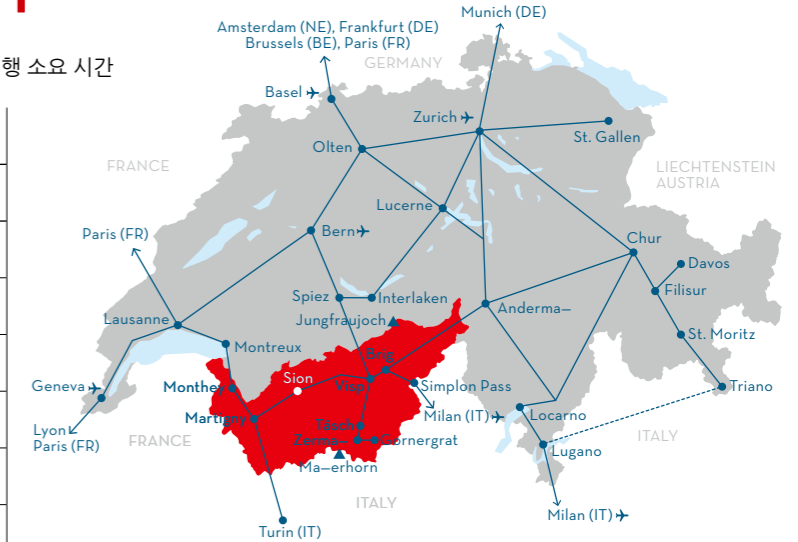 Munich (DE)
Amsterdam (NE), Frankfurt (DE)
Brussels (BE), Paris (FR)
GERMANY
행 소요 시간
Basel
Zurich
St. Gallen
Olten
FRANCE
LIECHTENSTEIN
AUSTRIA
Lucerne
Paris (FR)
Bern
Chur
Davos
Filisur
Spiez
Interlaken
Anderma—
Lausanne
Jungfraujoch
St. Moritz
Montreux
Brig
Geneva
Monthey
Sion
Visp
Simplon Pass
Triano
Milan (IT)
Locarno
Martigny
Lyon
Paris (FR)
FRANCE
Täsch
Zerma—
Gornergrat
ITALY
Lugano
Ma—erhorn
ITALY
Milan (IT)
Turin (IT)